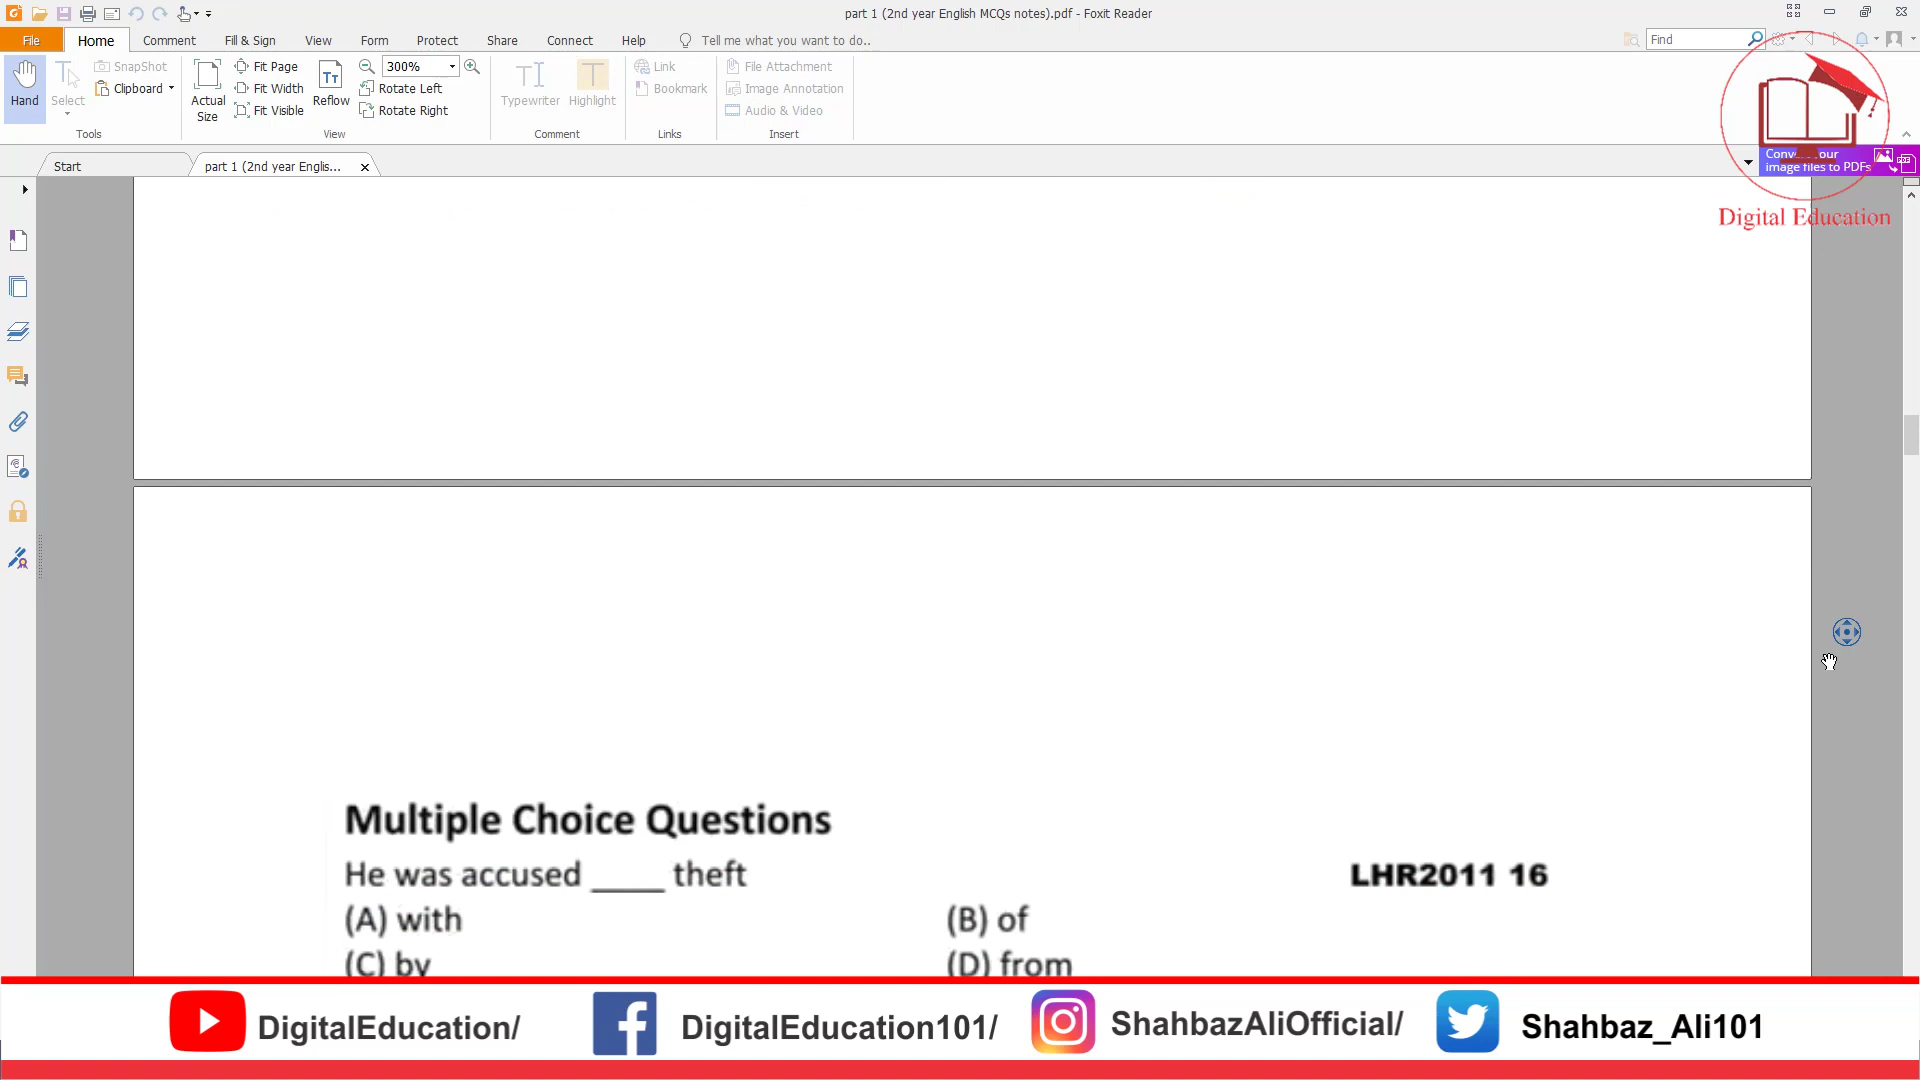 part 1 (2nd year English MCQs notes).pdf - Foxit Reader
File Home Comment Fill & Sign View Form Protect Share Connect Help Tell me what you want to do.. Find
Hand
Select
SnapShot
Clipboard
Tools
Actual Size
Fit Page
Fit Width
Fit Visible
Reflow
300%
Rotate Left
Rotate Right
View
Typewriter
Highlight
Comment
Link
Bookmark
Links
File Attachment
Image Annotation
Audio & Video
Insert
Start
part 1 (2nd year Englis...
image files to PDFs
Digital Education
Multiple Choice Questions
He was accused ____ theft LHR2011 16
(A) with (B) of
(C) by (D) from
DigitalEducation/ DigitalEducation101/ ShahbazAliOfficial/ Shahbaz_Ali101